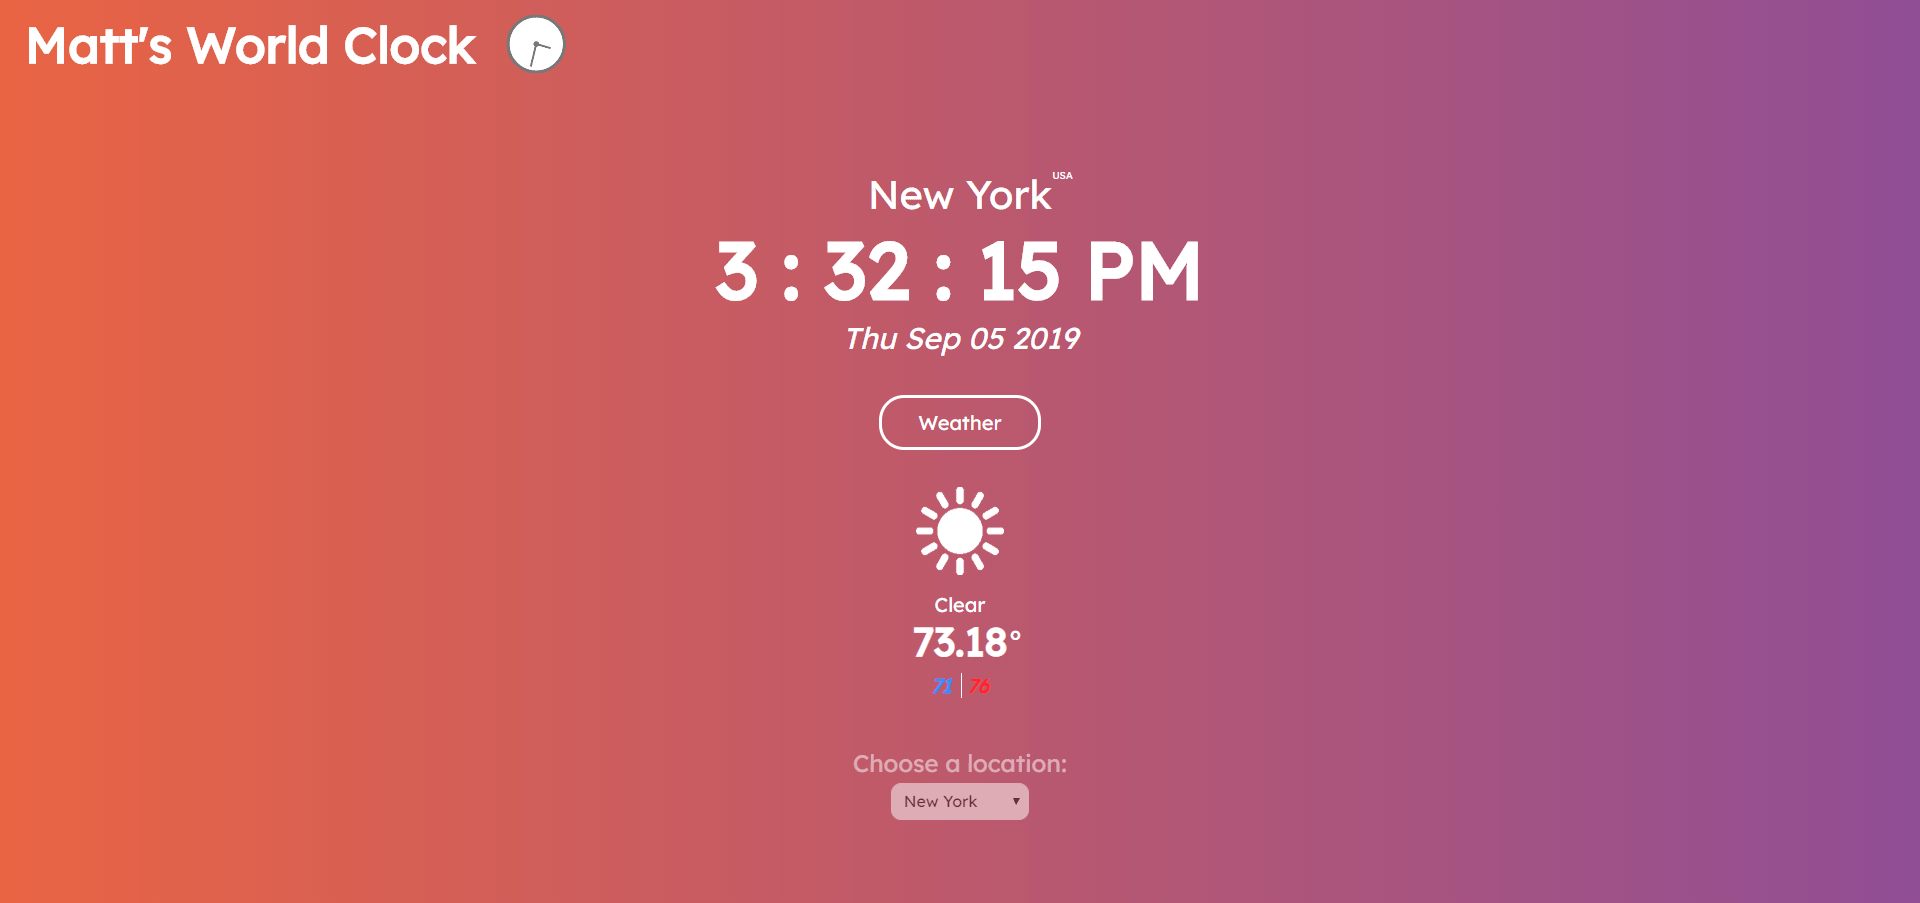 Matt's World Clock
New York USA
3 : 32 : 15 PM
Thu Sep 05 2019
Weather
Clear
73.18°
71 | 76
Choose a location:
New York